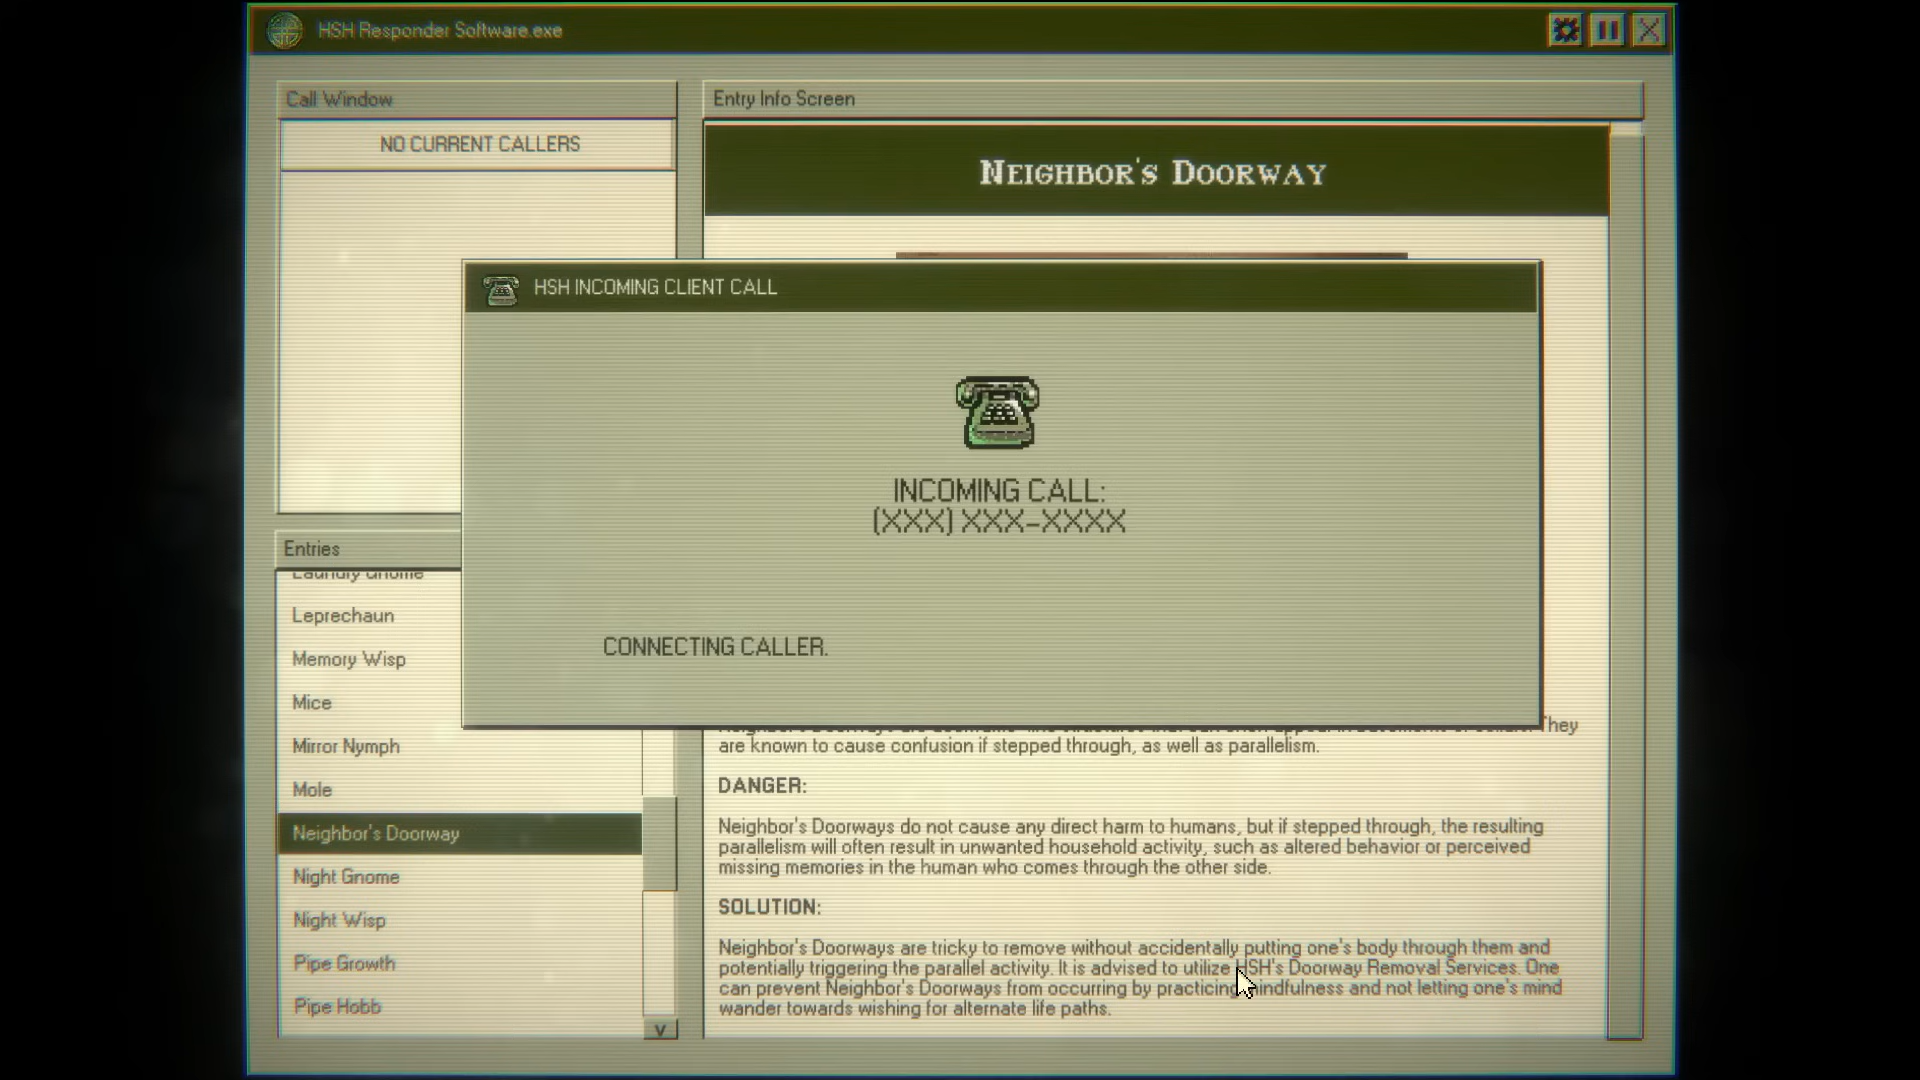 HSH Responder Software.exe
Call Window
NO CURRENT CALLERS
Entry Info Screen
NEIGHBOR'S DOORWAY
HSH INCOMING CLIENT CALL
INCOMING CALL:
(XXX) XXX-XXXX
CONNECTING CALLER.
Entries
Laundry Gnome
Leprechaun
Memory Wisp
Mice
Mirror Nymph
Mole
Neighbor's Doorway
Night Gnome
Night Wisp
Pipe Growth
Pipe Hobb
V
They
are known to cause confusion if stepped through, as well as parallelism.
DANGER:
Neighbor's Doorways do not cause any direct harm to humans, but if stepped through, the resulting
parallelism will often result in unwanted household activity, such as altered behavior or perceived
missing memories in the human who comes through the other side.
SOLUTION:
Neighbor's Doorways are tricky to remove without accidentally putting one's body through them and
potentially triggering the parallel activity. It is advised to utilize HSH's Doorway Removal Services. One
can prevent Neighbor's Doorways from occurring by practicing mindfulness and not letting one's mind
wander towards wishing for alternate life paths.